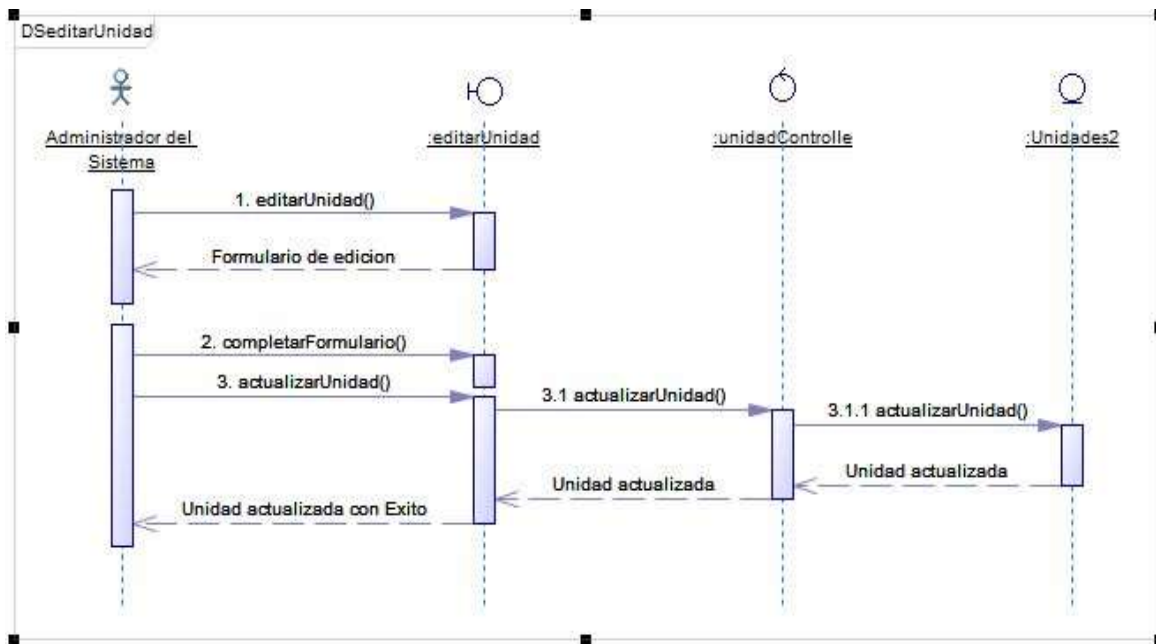 DSeditarUnidad
Administrador del
Sistema
:editarUnidad
:unidadControlle
:Unidades2
1. editarUnidad()
Formulario de edicion
2. completarFormulario()
3. actualizarUnidad()
3.1 actualizarUnidad()
3.1.1 actualizarUnidad()
Unidad actualizada
Unidad actualizada
Unidad actualizada con Exito